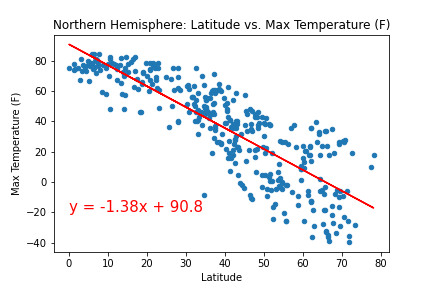 Northern Hemisphere: Latitude vs. Max Temperature (F)
Max Temperature (F)
80
60
40
20
0
−20
−40
y = -1.38x + 90.8
0 10 20 30 40 50 60 70 80
Latitude